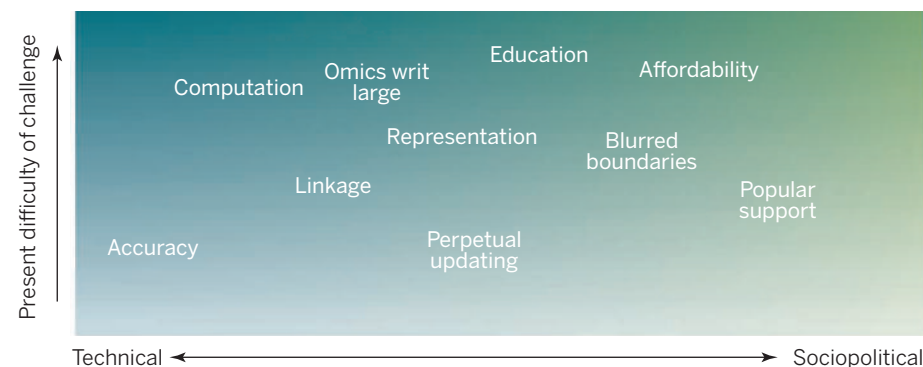 Present difficulty of challenge
Education
Omics writ
large
Affordability
Computation
Representation
Blurred
boundaries
Linkage
Popular
support
Accuracy
Perpetual
updating
Technical
Sociopolitical